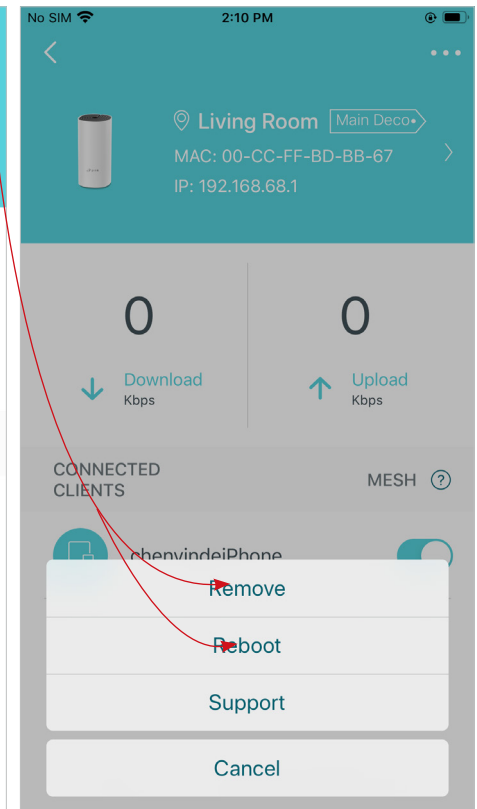 No SIM 2:10 PM
Living Room Main Deco
MAC: 00-CC-FF-BD-BB-67
IP: 192.168.68.1
0 0
Download Upload
Kbps Kbps
CONNECTED
CLIENTS
MESH ?
chenyindeiPhone
Remove
Reboot
Support
Cancel